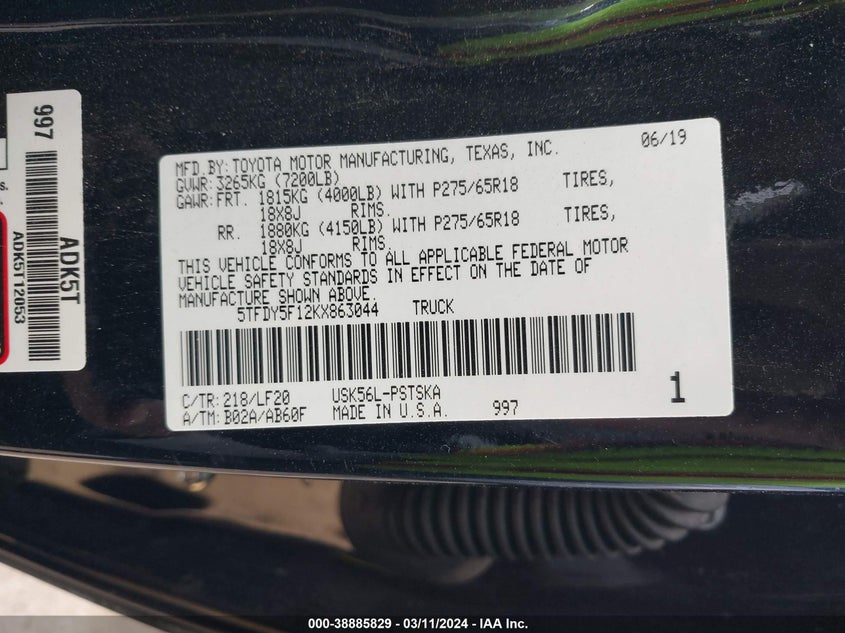 997
ADK5T
ADK5T12053
s.
MFD.BY:TOYOTA MOTOR MANUFACTURING, TEXAS, INC. 06/19
GVWR:3265KG (7200LB)
GAWR:FRT. 1815KG (4000LB) WITH P275/65R18 TIRES,
18X8J RIMS.
RR. 1880KG (4150LB) WITH P275/65R18 TIRES,
18X8J RIMS.
THIS VEHICLE CONFORMS TO ALL APPLICABLE FEDERAL MOTOR
VEHICLE SAFETY STANDARDS IN EFFECT ON THE DATE OF
MANUFACTURE SHOWN ABOVE.
5TFDY5F12KX863044 TRUCK
C/TR:218/LF20 USK56L-PSTSKA
A/TM:B02A/AB60F MADE IN U.S.A. 997 1
000-38885829 - 03/11/2024 - IAA Inc.